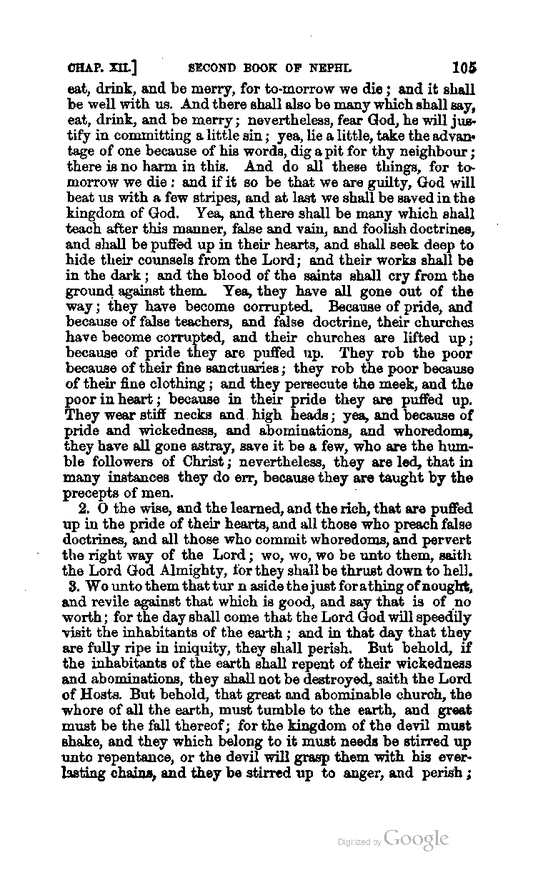 CHAP. XII.] SECOND BOOK OF NEPHI. 105
eat, drink, and be merry, for to-morrow we die; and it shall
be well with us. And there shall also be many which shall say,
eat, drink, and be merry; nevertheless, fear God, he will jus-
tify in committing a little sin; yea, lie a little, take the advan-
tage of one because of his words, dig a pit for thy neighbour;
there is no harm in this. And do all these things, for to-
morrow we die: and if it so be that we are guilty, God will
beat us with a few stripes, and at last we shall be saved in the
kingdom of God. Yea, and there shall be many which shall
teach after this manner, false and vain, and foolish doctrines,
and shall be puffed up in their hearts, and shall seek deep to
hide their counsels from the Lord; and their works shall be
in the dark; and the blood of the saints shall cry from the
ground against them. Yea, they have all gone out of the
way; they have become corrupted. Because of pride, and
because of false teachers, and false doctrine, their churches
have become corrupted, and their churches are lifted up;
because of pride they are puffed up. They rob the poor
because of their fine sanctuaries; they rob the poor because
of their fine clothing; and they persecute the meek, and the
poor in heart; because in their pride they are puffed up.
They wear stiff necks and high heads; yea, and because of
pride and wickedness, and abominations, and whoredoms,
they have all gone astray, save it be a few, who are the hum-
ble followers of Christ; nevertheless, they are led, that in
many instances they do err, because they are taught by the
precepts of men.
2. O the wise, and the learned, and the rich, that are puffed
up in the pride of their hearts, and all those who preach false
doctrines, and all those who commit whoredoms, and pervert
the right way of the Lord; wo, wo, wo be unto them, saith
the Lord God Almighty, for they shall be thrust down to hell.
3. Wo unto them that tur n aside the just for a thing of nought,
and revile against that which is good, and say that is of no
worth; for the day shall come that the Lord God will speedily
visit the inhabitants of the earth; and in that day that they
are fully ripe in iniquity, they shall perish. But behold, if
the inhabitants of the earth shall repent of their wickedness
and abominations, they shall not be destroyed, saith the Lord
of Hosts. But behold, that great and abominable church, the
whore of all the earth, must tumble to the earth, and great
must be the fall thereof; for the kingdom of the devil must
shake, and they which belong to it must needs be stirred up
unto repentance, or the devil will grasp them with his ever-
lasting chains, and they be stirred up to anger, and perish;
Digitized by Google